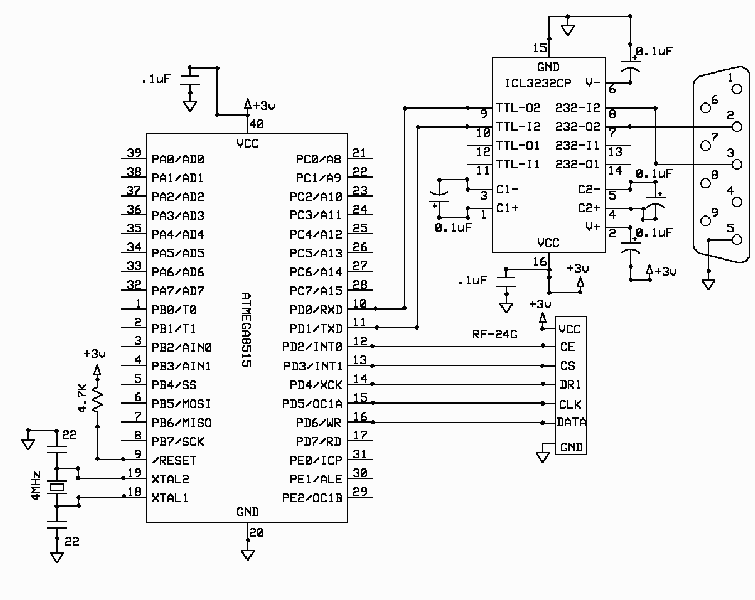 .1uF
+3v
40
VCC
39 PA0/AD0 PC0/A8 21
38 PA1/AD1 PC1/A9 22
37 PA2/AD2 PC2/A10 23
36 PA3/AD3 PC3/A11 24
35 PA4/AD4 PC4/A12 25
34 PA5/AD5 PC5/A13 26
33 PA6/AD6 PC6/A14 27
32 PA7/AD7 PC7/A15 28
1 PB0/T0 PD0/RXD 10
2 PB1/T1 PD1/TXD 11
3 PB2/AIN0 PD2/INT0 12
4 PB3/AIN1 PD3/INT1 13
5 PB4/SS PD4/XCK 14
6 PB5/MOSI PD5/OC1A 15
7 PB6/MISO PD6/WR 16
8 PB7/SCK PD7/RD 17
9 /RESET PE0/ICP 31
19 XTAL2 PE1/ALE 30
18 XTAL1 PE2/OC1B 29
GND
20
ATMEGA8515
+3v
4.7K
22
4MHz
22
15
GND
ICL3232CP
V- 6
0.1uF
9 TTL-O2 232-I2 8
10 TTL-I2 232-O2 7
12 TTL-O1 232-I1 13
11 TTL-I1 232-O1 14
3 C1- C2- 5
1 C1+ C2+ 4
V+ 2
VCC
16
0.1uF
0.1uF
0.1uF
.1uF
+3v
+3v
1
6
2
7
3
8
4
9
5
+3v
RF-24G
VCC
CE
CS
DR1
CLK
DATA
GND